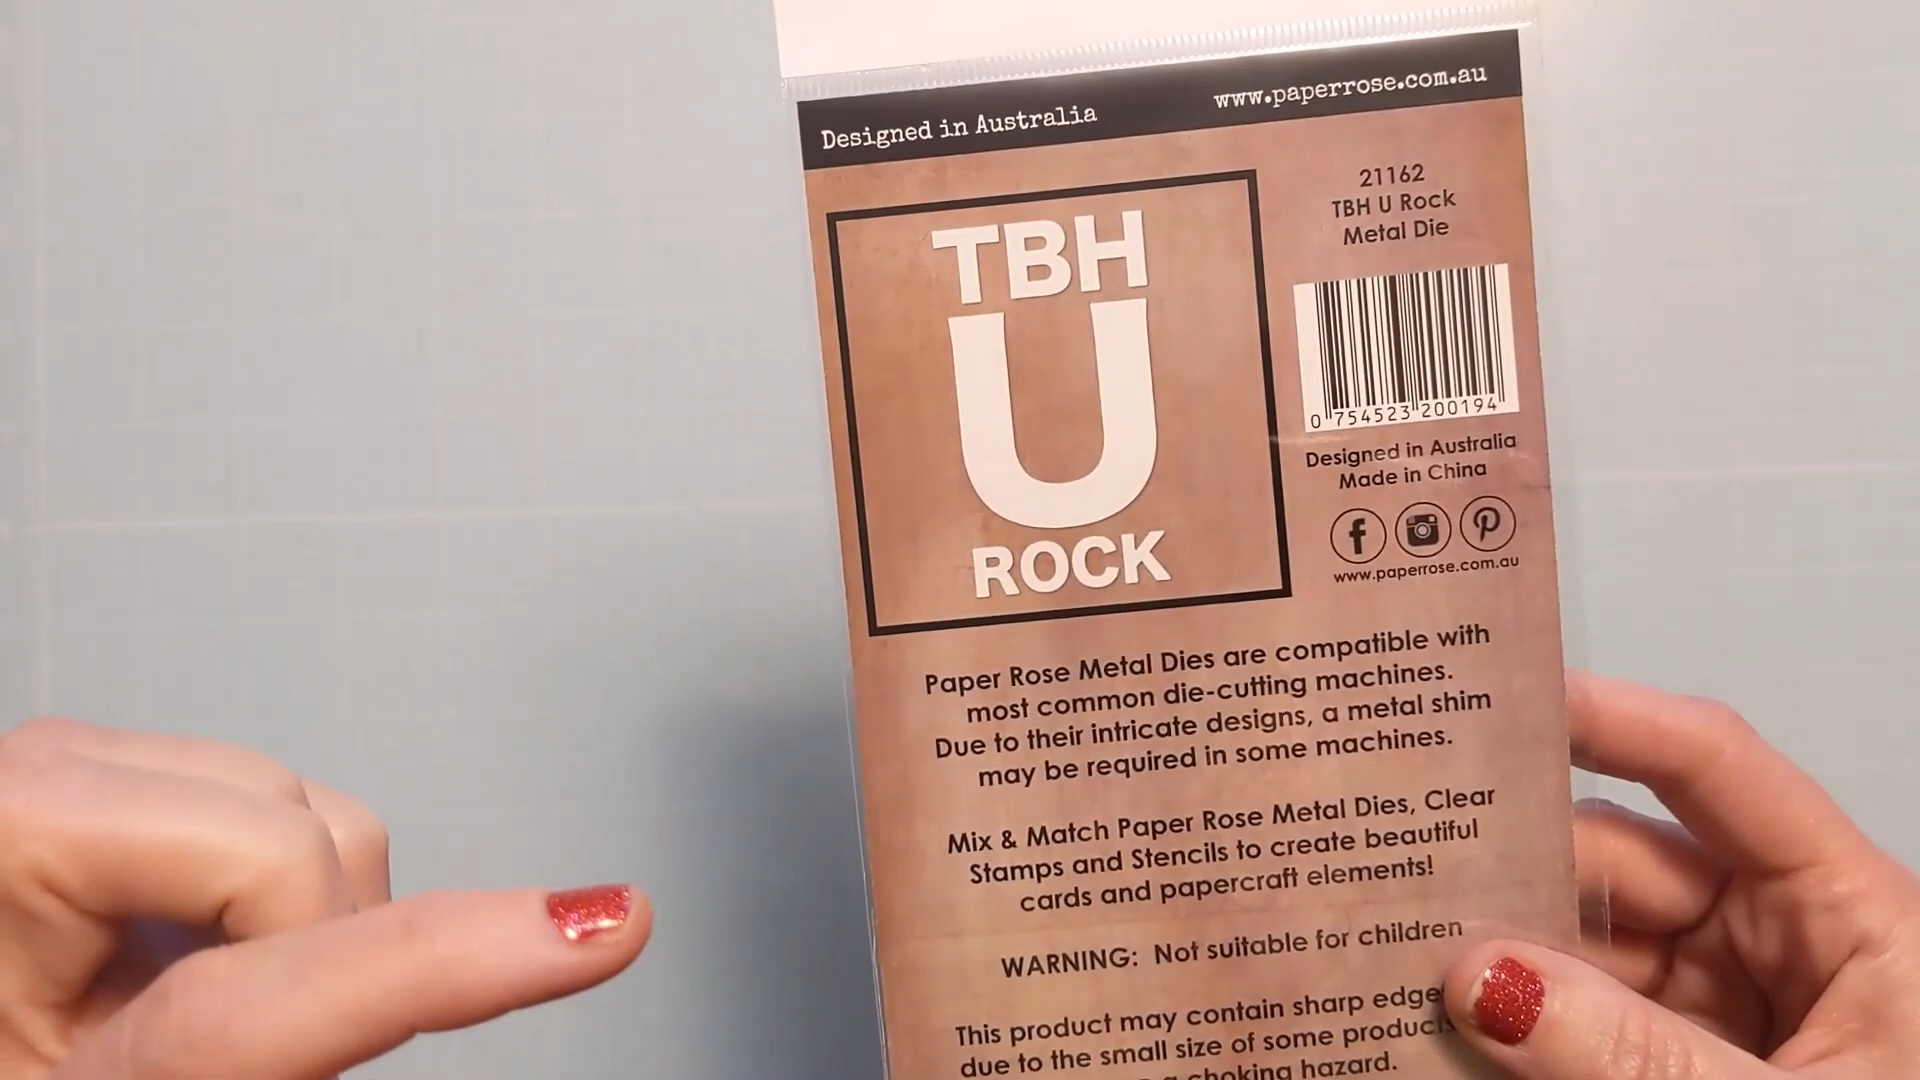 Designed in Australia
www.paperrose.com.au
TBH
U
ROCK
21162
TBH U Rock
Metal Die
0 754523 200194
Designed in Australia
Made in China
www.paperrose.com.au
Paper Rose Metal Dies are compatible with
most common die-cutting machines.
Due to their intricate designs, a metal shim
may be required in some machines.
Mix & Match Paper Rose Metal Dies, Clear
Stamps and Stencils to create beautiful
cards and papercraft elements!
WARNING: Not suitable for children
This product may contain sharp edge
due to the small size of some products
choking hazard.